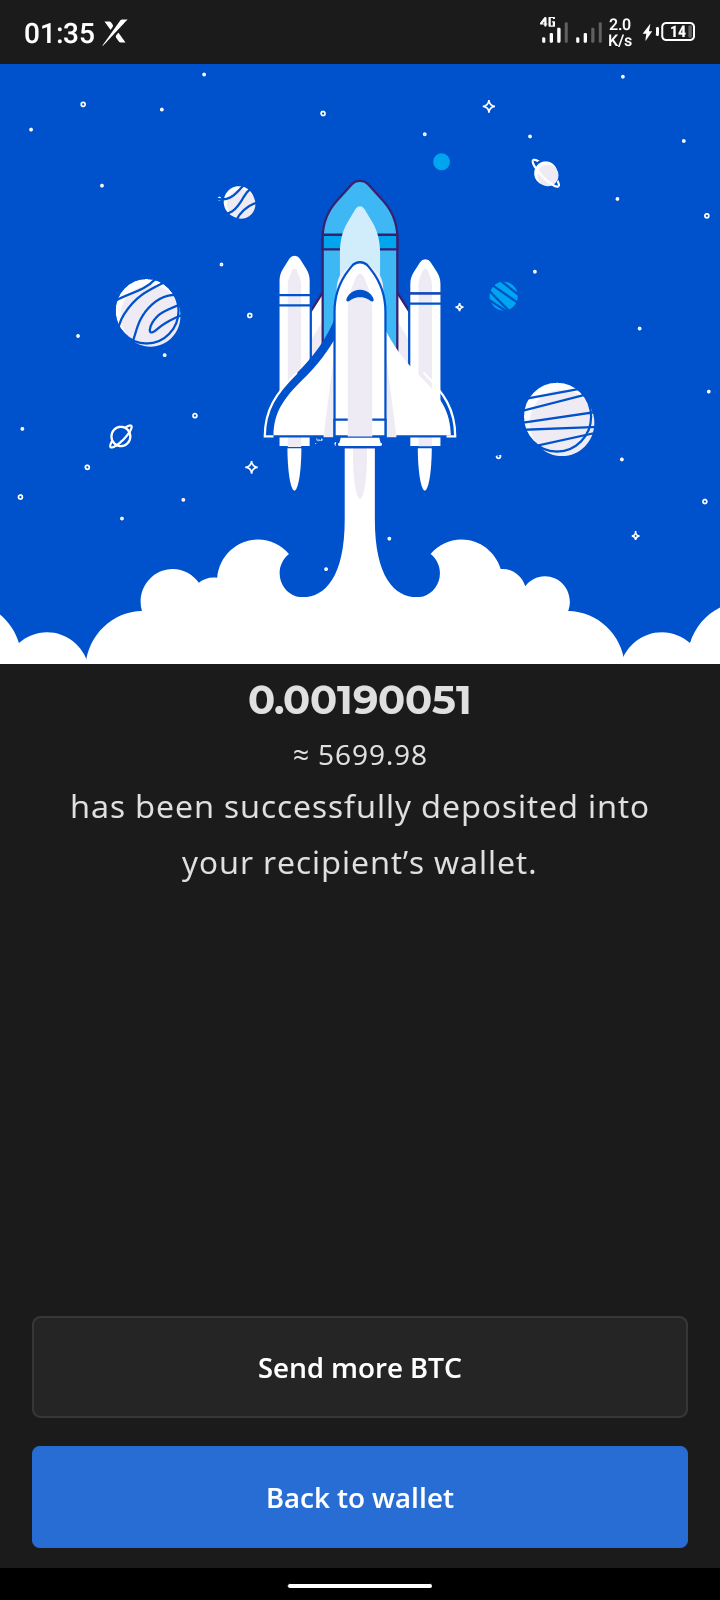 01:35
4G
2.0
K/s
14
0.00190051
≈ 5699.98
has been successfully deposited into
your recipient’s wallet.
Send more BTC
Back to wallet